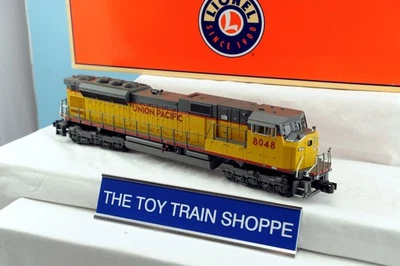 LIONEL
SINCE 1900
UNION PACIFIC
8048
THE TOY TRAIN SHOPPE